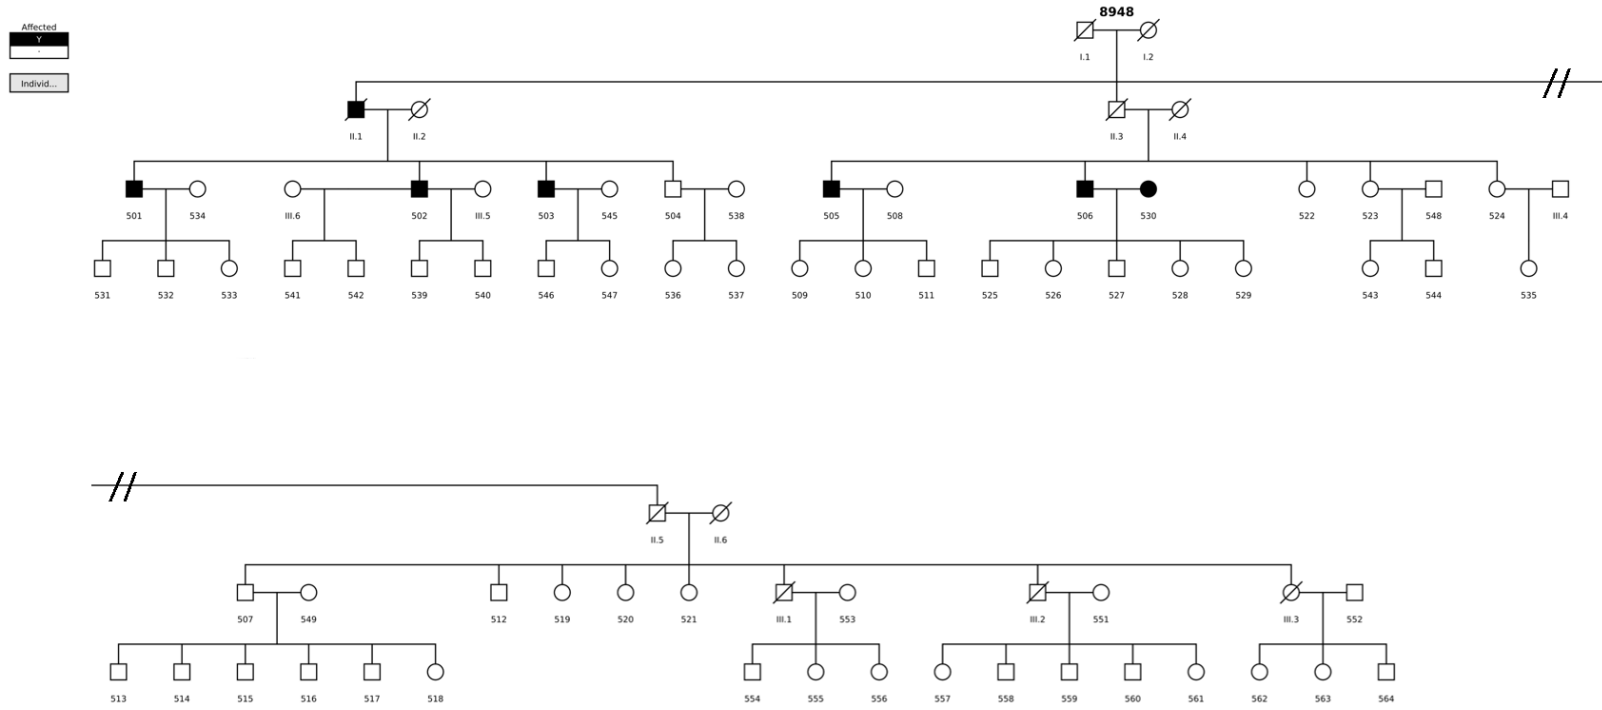 8948
Affected
Y
-
Individ...
I.1 I.2
II.1 II.2 II.3 II.4
501 534 III.6 502 III.5 503 545 504 538 505 508 506 530 522 523 548 524 III.4
531 532 533 541 542 539 540 546 547 536 537 509 510 511 525 526 527 528 529 543 544 535
II.5 II.6
507 549 512 519 520 521 III.1 553 III.2 551 III.3 552
513 514 515 516 517 518 554 555 556 557 558 559 560 561 562 563 564